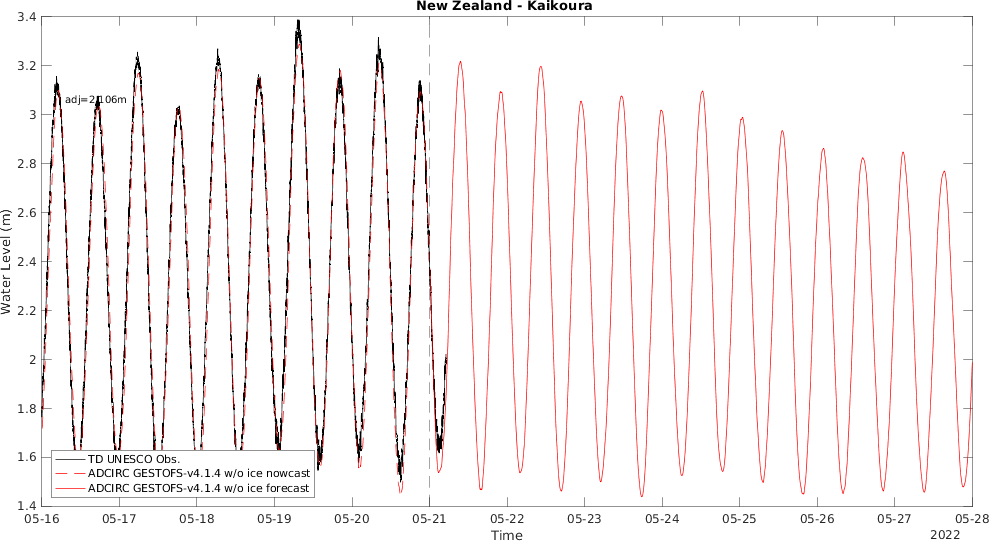 New Zealand - Kaikoura
3.4
3.2
3
2.8
2.6
2.4
2.2
2
1.8
1.6
1.4
Water Level (m)
adj=2.106m
TD UNESCO Obs.
ADCIRC GESTOFS-v4.1.4 w/o ice nowcast
ADCIRC GESTOFS-v4.1.4 w/o ice forecast
05-16 05-17 05-18 05-19 05-20 05-21 05-22 05-23 05-24 05-25 05-26 05-27 05-28
Time
2022